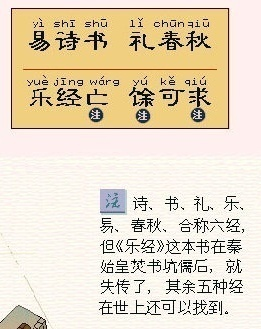 yì shī shū lǐ chūn qiū
易诗书 礼春秋
yuè jīng wáng yú kě qiú
乐经亡 馀可求
注 注 注
注 诗、书、礼、乐、
易、春秋、合称六经,
但《乐经》这本书在秦
始皇焚书坑儒后, 就
失传了, 其余五种经
在世上还可以找到。